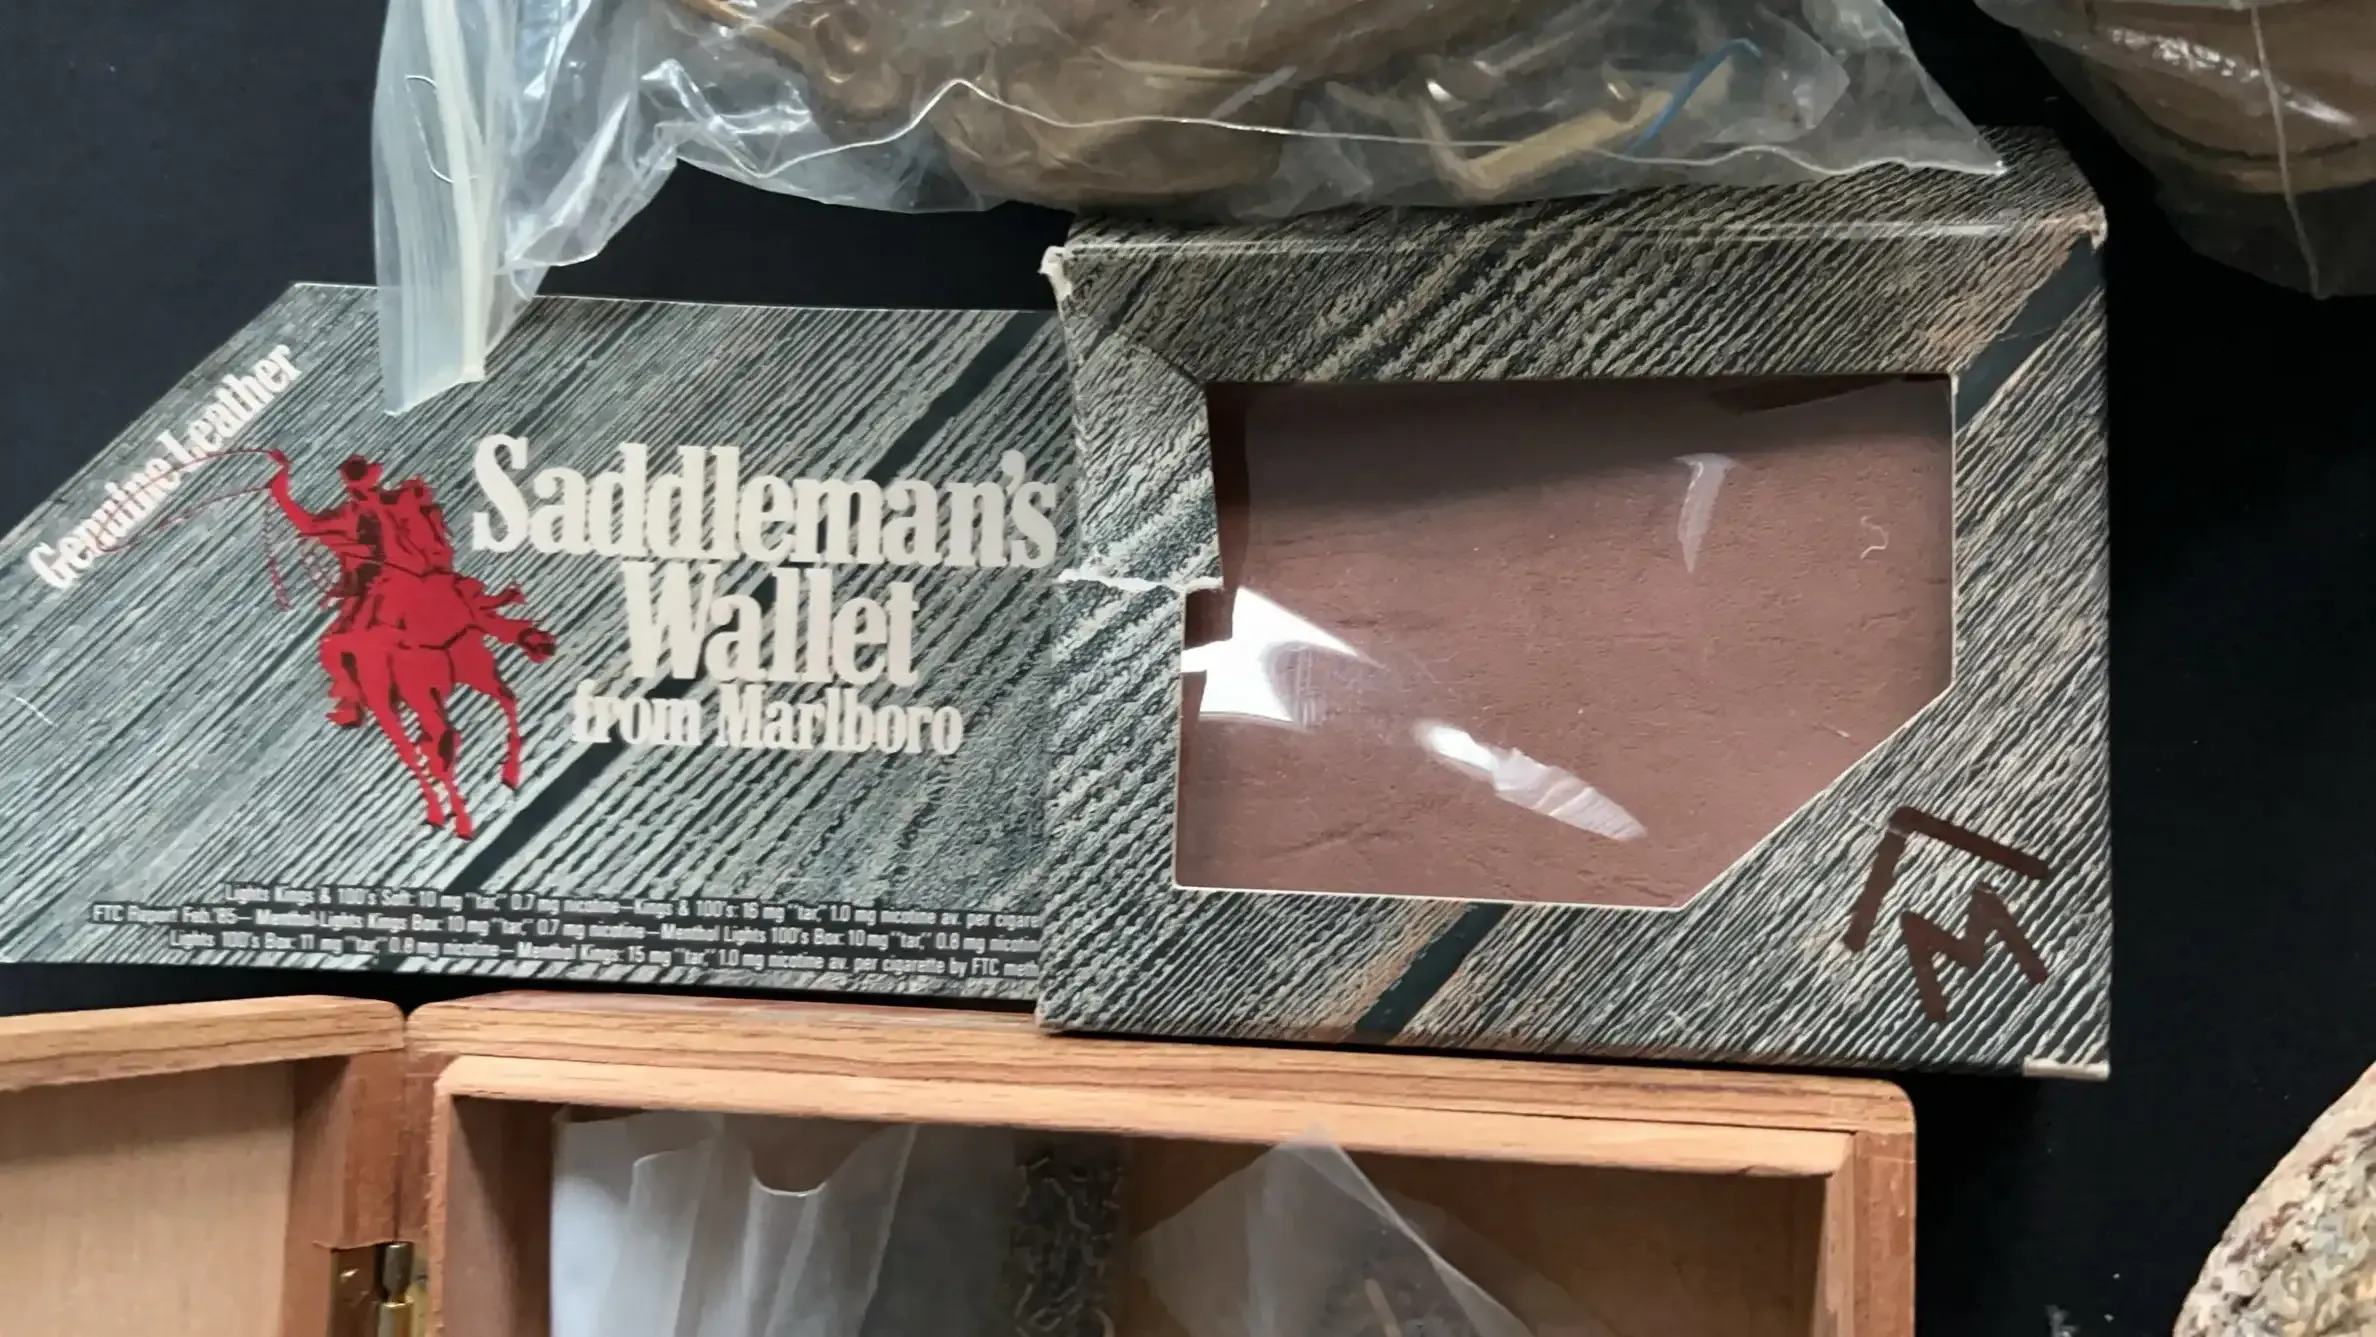 Genuine Leather
Saddleman's
Wallet
from Marlboro
Lights Kings & 100's Soft: 10 mg "tar," 0.7 mg nicotine—Kings & 100's: 16 mg "tar," 1.0 mg nicotine av. per cigare
FTC Report Feb. '85—Menthol Lights Kings Box: 10 mg "tar," 0.7 mg nicotine—Menthol Lights 100's Box: 10 mg "tar," 0.8 mg nicotin
Lights 100's Box: 11 mg "tar," 0.8 mg nicotine—Menthol Kings: 15 mg "tar," 1.0 mg nicotine av. per cigarette by FTC meth
M